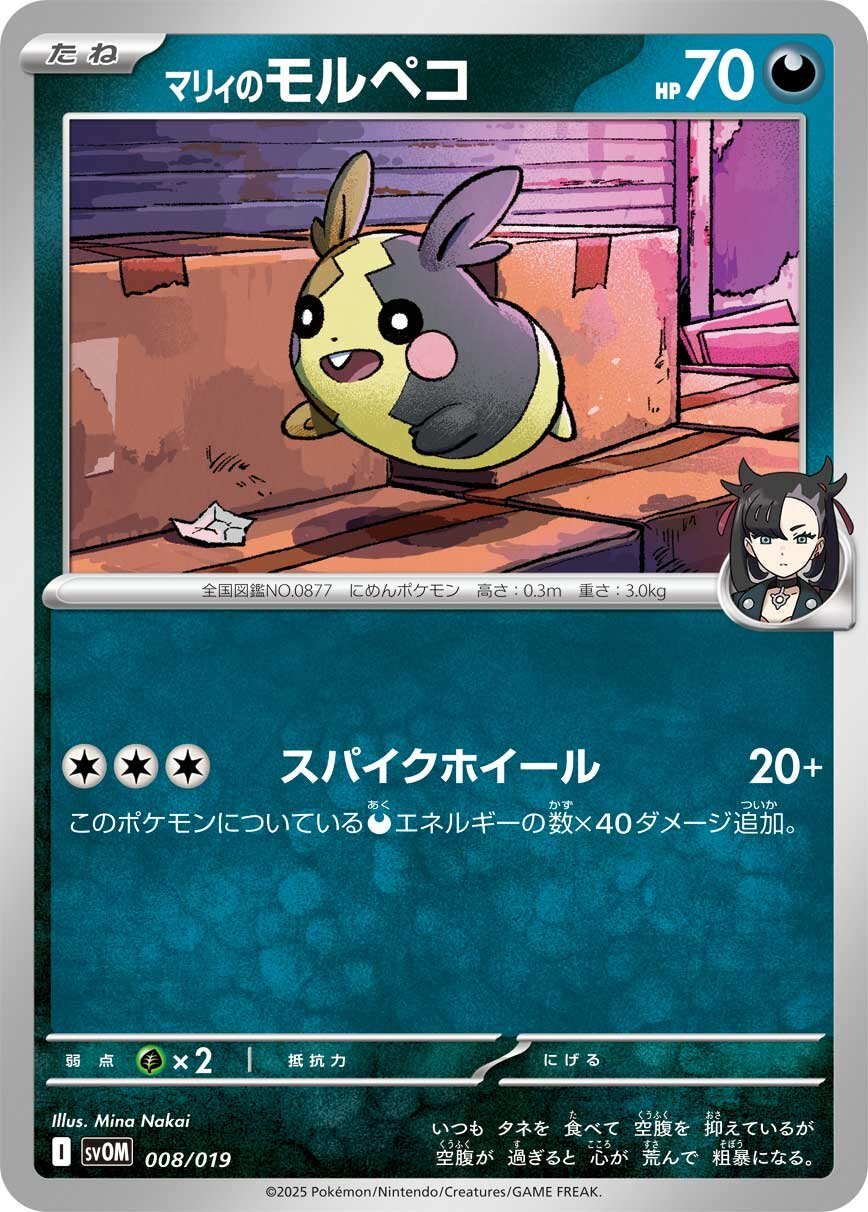 たね
マリィのモルペコ HP 70
全国図鑑NO.0877 にめんポケモン 高さ:0.3m 重さ:3.0kg
スパイクホイール 20+
このポケモンについているエネルギーの数×40ダメージ追加。
弱点 ×2 抵抗力 にげる
Illus. Mina Nakai
I SVOM 008/019
いつも タネを 食べて 空腹を 抑えているが
空腹が 過ぎると 心が 荒んで 粗暴になる。
©2025 Pokémon/Nintendo/Creatures/GAME FREAK.